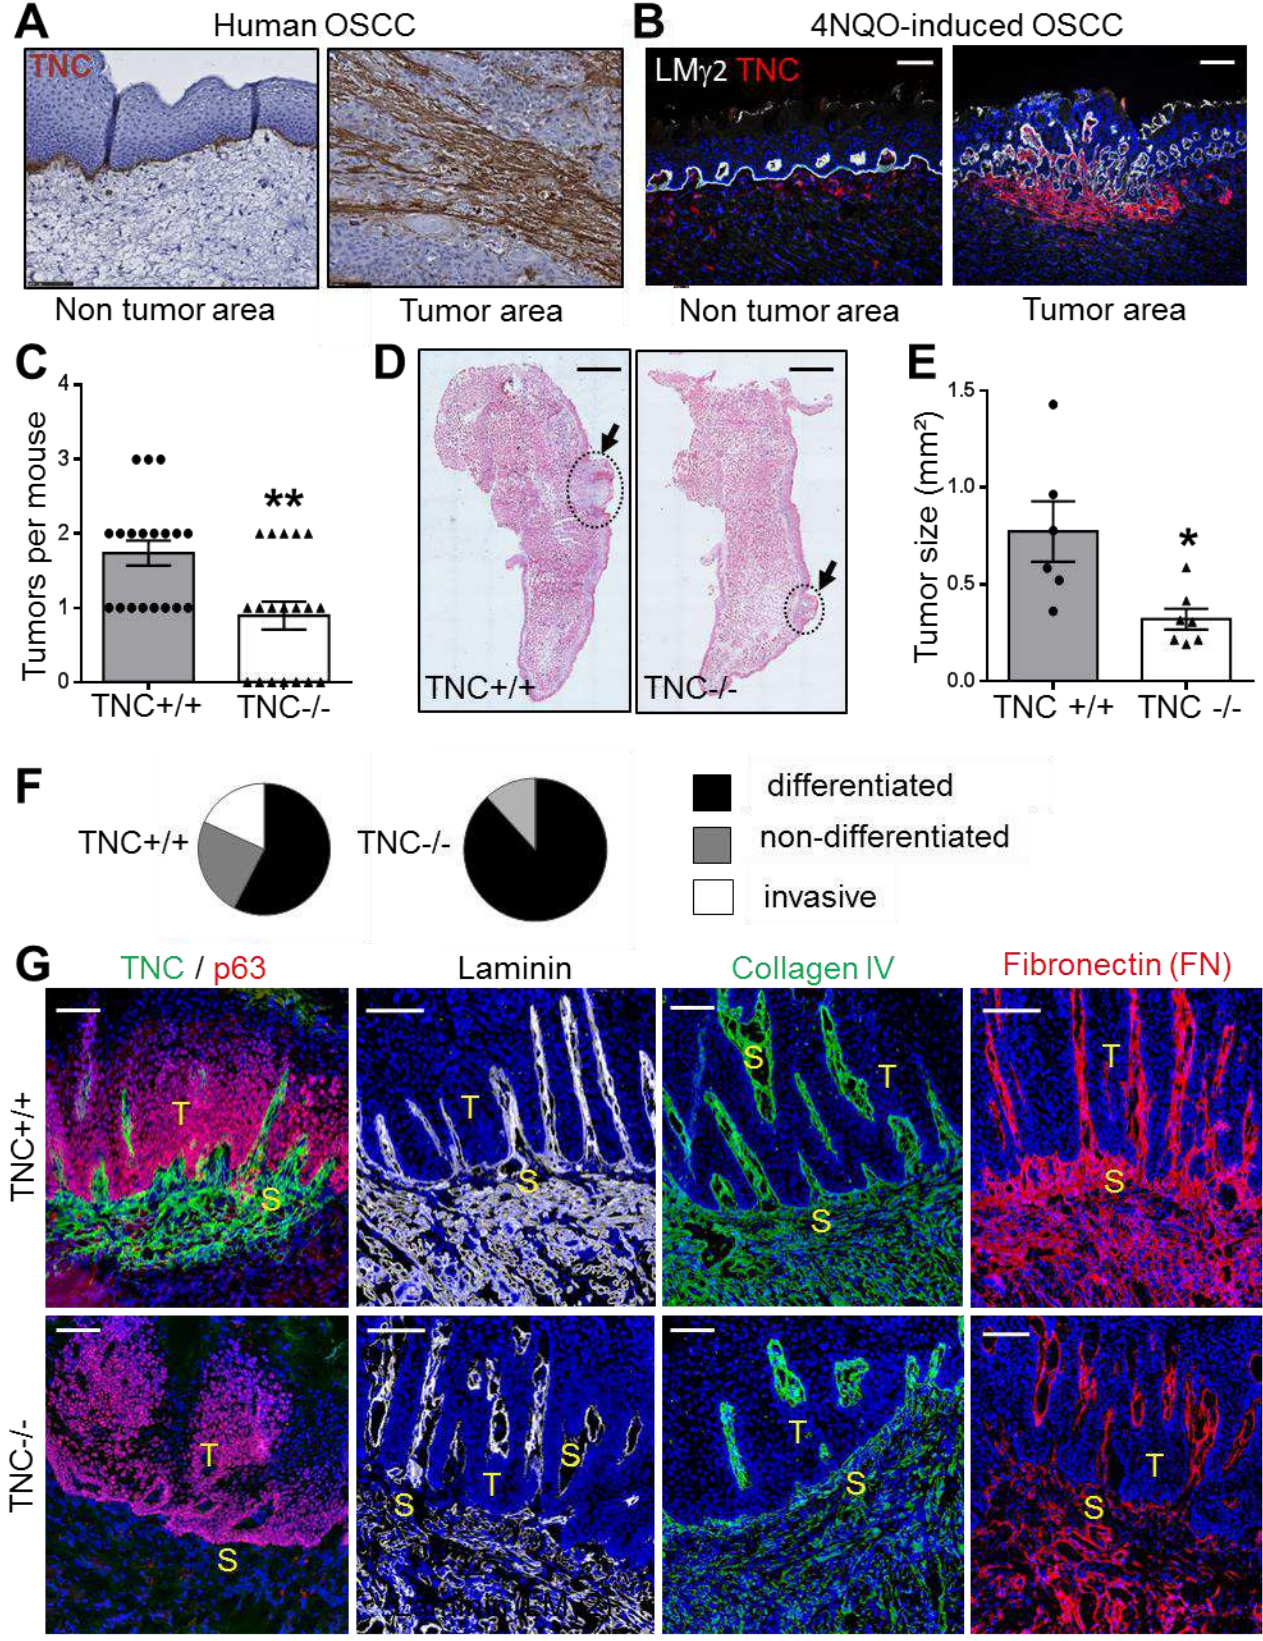 A
Human OSCC
B
4NQO-induced OSCC
TNC
LMγ2 TNC
Non tumor area
Tumor area
Non tumor area
Tumor area
C
Tumors per mouse
4
3
2
1
0
**
TNC+/+
TNC-/-
D
TNC+/+
TNC-/-
E
Tumor size (mm²)
1.5
1.0
0.5
0.0
*
TNC +/+
TNC -/-
F
TNC+/+
TNC-/-
differentiated
non-differentiated
invasive
G
TNC / p63
Laminin
Collagen IV
Fibronectin (FN)
TNC+/+
T
S
T
S
S
T
S
T
S
TNC-/-
T
S
S
T
S
T
S
T
S